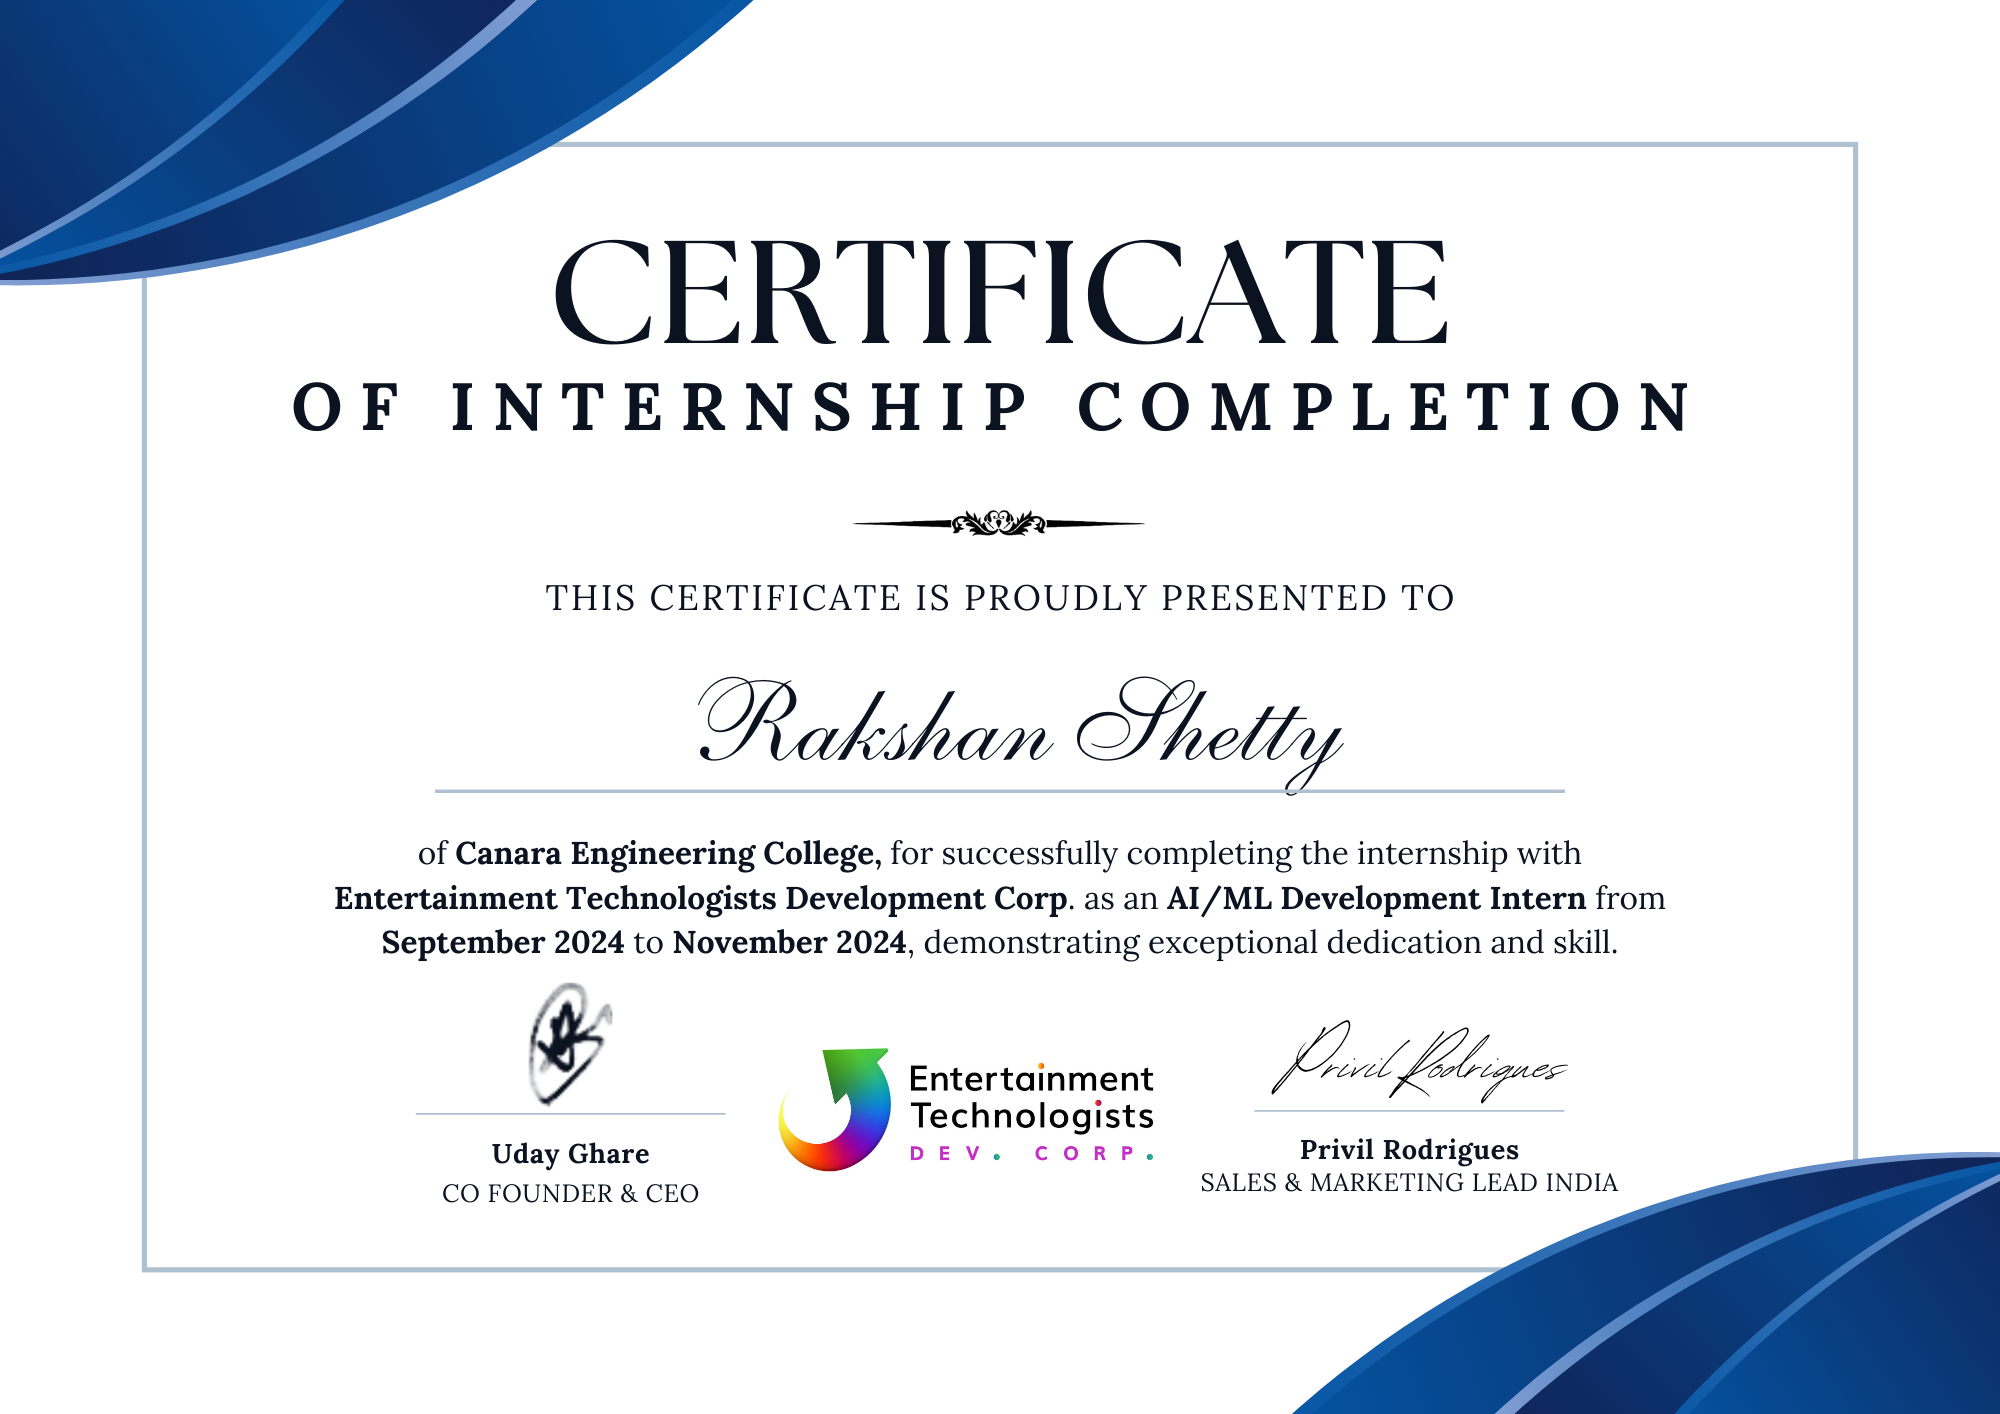 CERTIFICATE
OF INTERNSHIP COMPLETION
THIS CERTIFICATE IS PROUDLY PRESENTED TO
Rakshan Shetty
of Canara Engineering College, for successfully completing the internship with
Entertainment Technologists Development Corp. as an AI/ML Development Intern from
September 2024 to November 2024, demonstrating exceptional dedication and skill.
Uday Ghare
CO FOUNDER & CEO
Entertainment
Technologists
DEV. CORP.
Privil Rodrigues
Privil Rodrigues
SALES & MARKETING LEAD INDIA